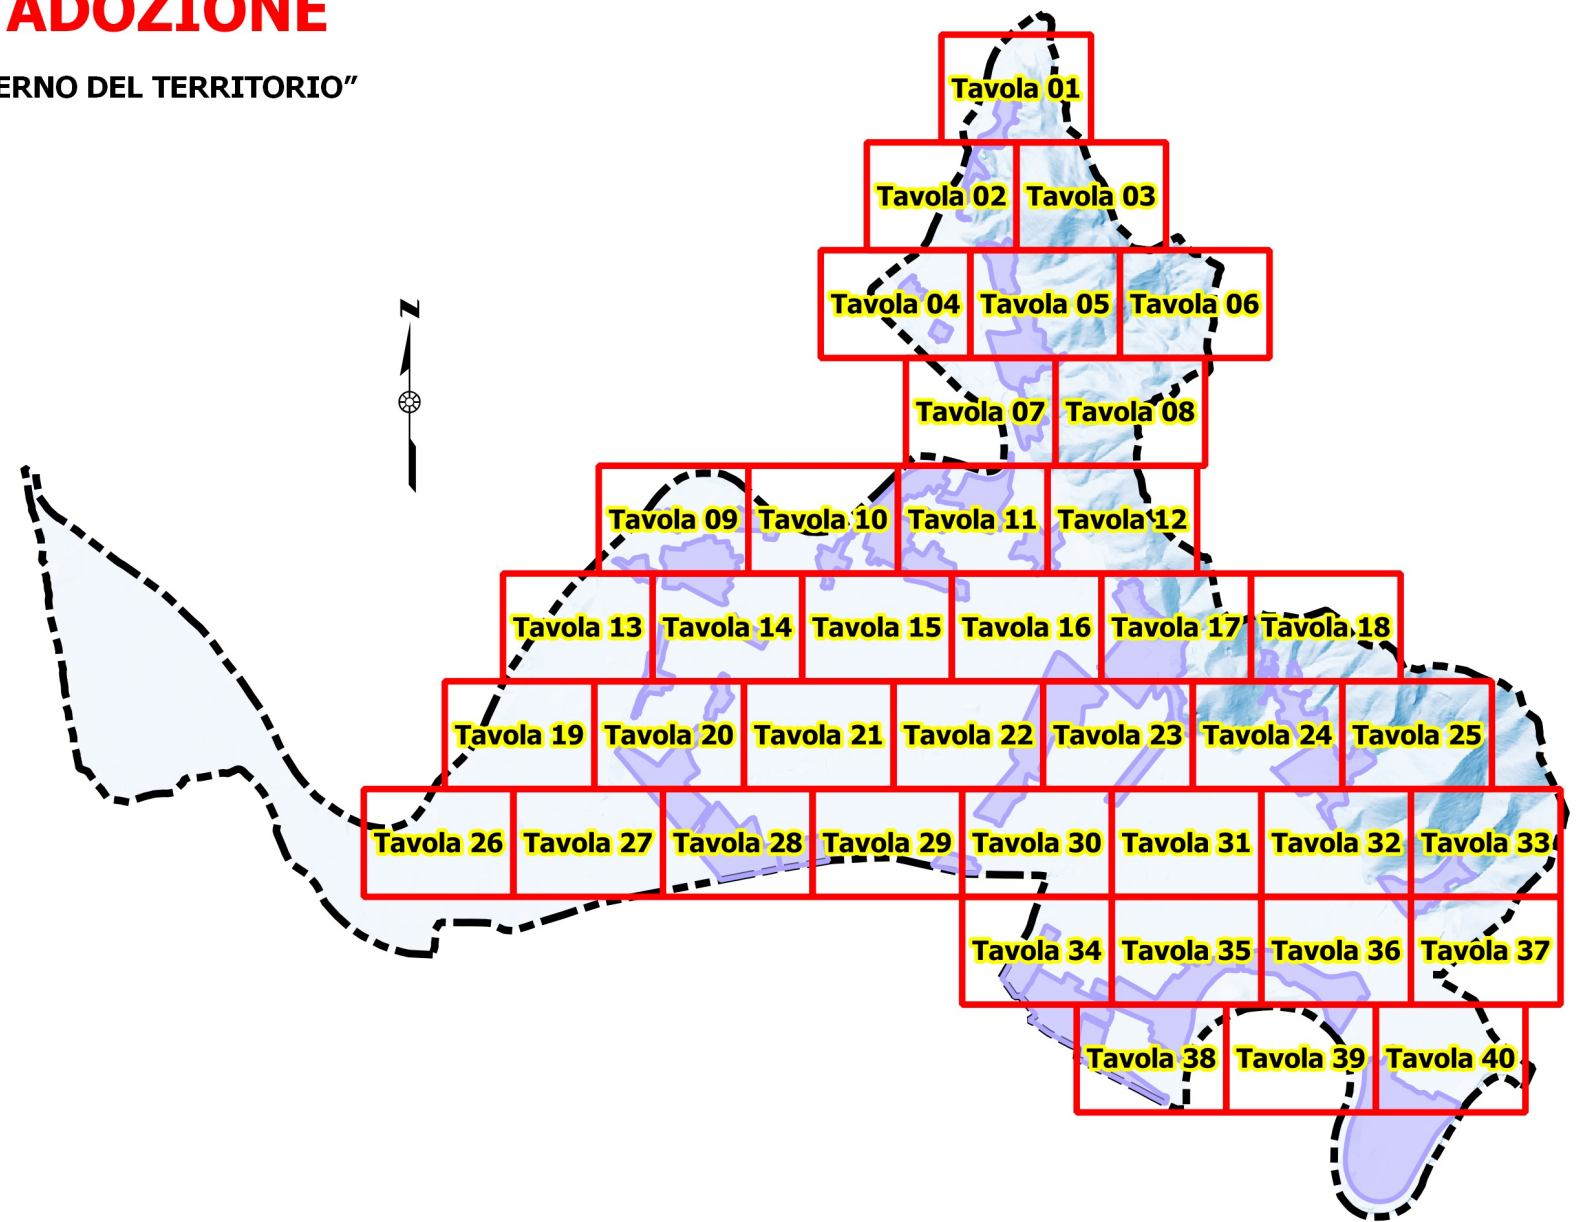 ADOZIONE
ERNO DEL TERRITORIO”
Tavola 01
Tavola 02 Tavola 03
Tavola 04 Tavola 05 Tavola 06
N
Tavola 07 Tavola 08
Tavola 09 Tavola 10 Tavola 11 Tavola 12
Tavola 13 Tavola 14 Tavola 15 Tavola 16 Tavola 17 Tavola 18
Tavola 19 Tavola 20 Tavola 21 Tavola 22 Tavola 23 Tavola 24 Tavola 25
Tavola 26 Tavola 27 Tavola 28 Tavola 29 Tavola 30 Tavola 31 Tavola 32 Tavola 33
Tavola 34 Tavola 35 Tavola 36 Tavola 37
Tavola 38 Tavola 39 Tavola 40